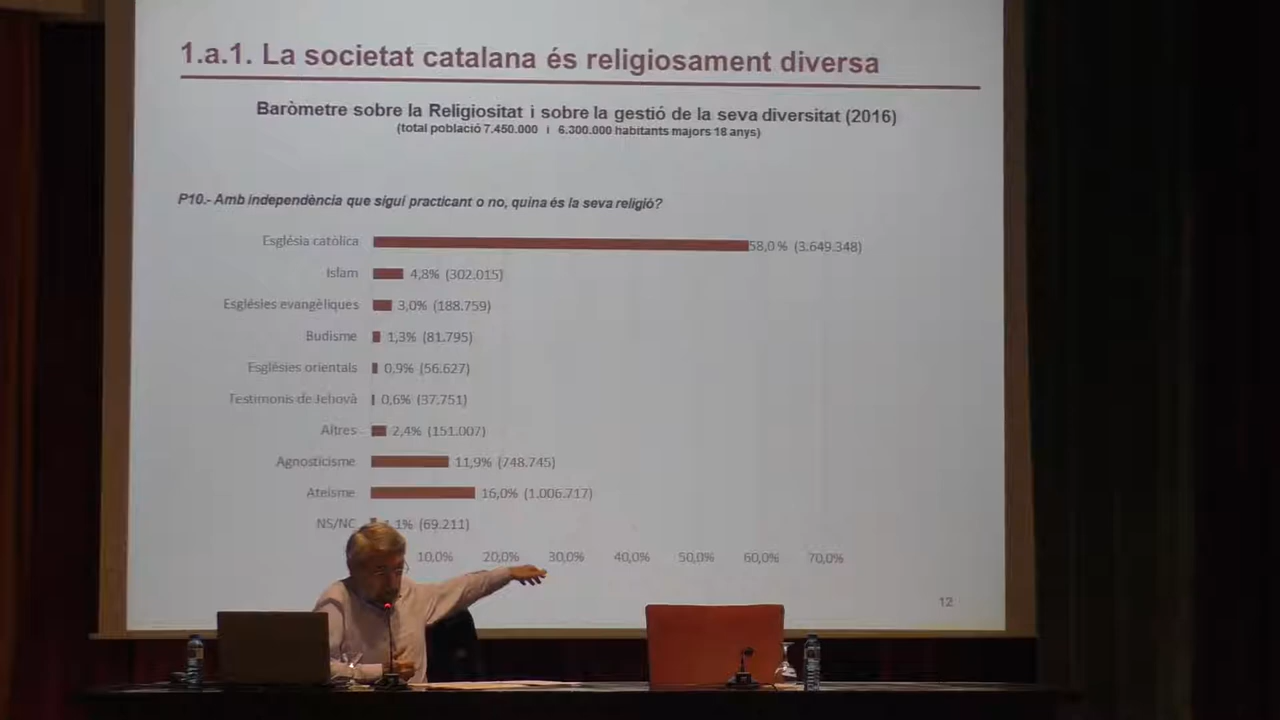 1.a.1. La societat catalana és religiosament diversa
Baròmetre sobre la Religiositat i sobre la gestió de la seva diversitat (2016)
(total població 7.450.000 i 6.300.000 habitants majors 18 anys)
P10.- Amb independència que sigui practicant o no, quina és la seva religió?
Església catòlica 58,0 % (3.649.348)
Islam 4,8% (302.015)
Esglésies evangèliques 3,0% (188.759)
Budisme 1,3% (81.795)
Esglésies orientals 0,9% (56.627)
Testimonis de Jehovà 0,6% (37.751)
Altres 2,4% (151.007)
Agnosticisme 11,9% (748.745)
Ateisme 16,0% (1.006.717)
NS/NC ,1% (69.211)
10,0% 20,0% 30,0% 40,0% 50,0% 60,0% 70,0%
12